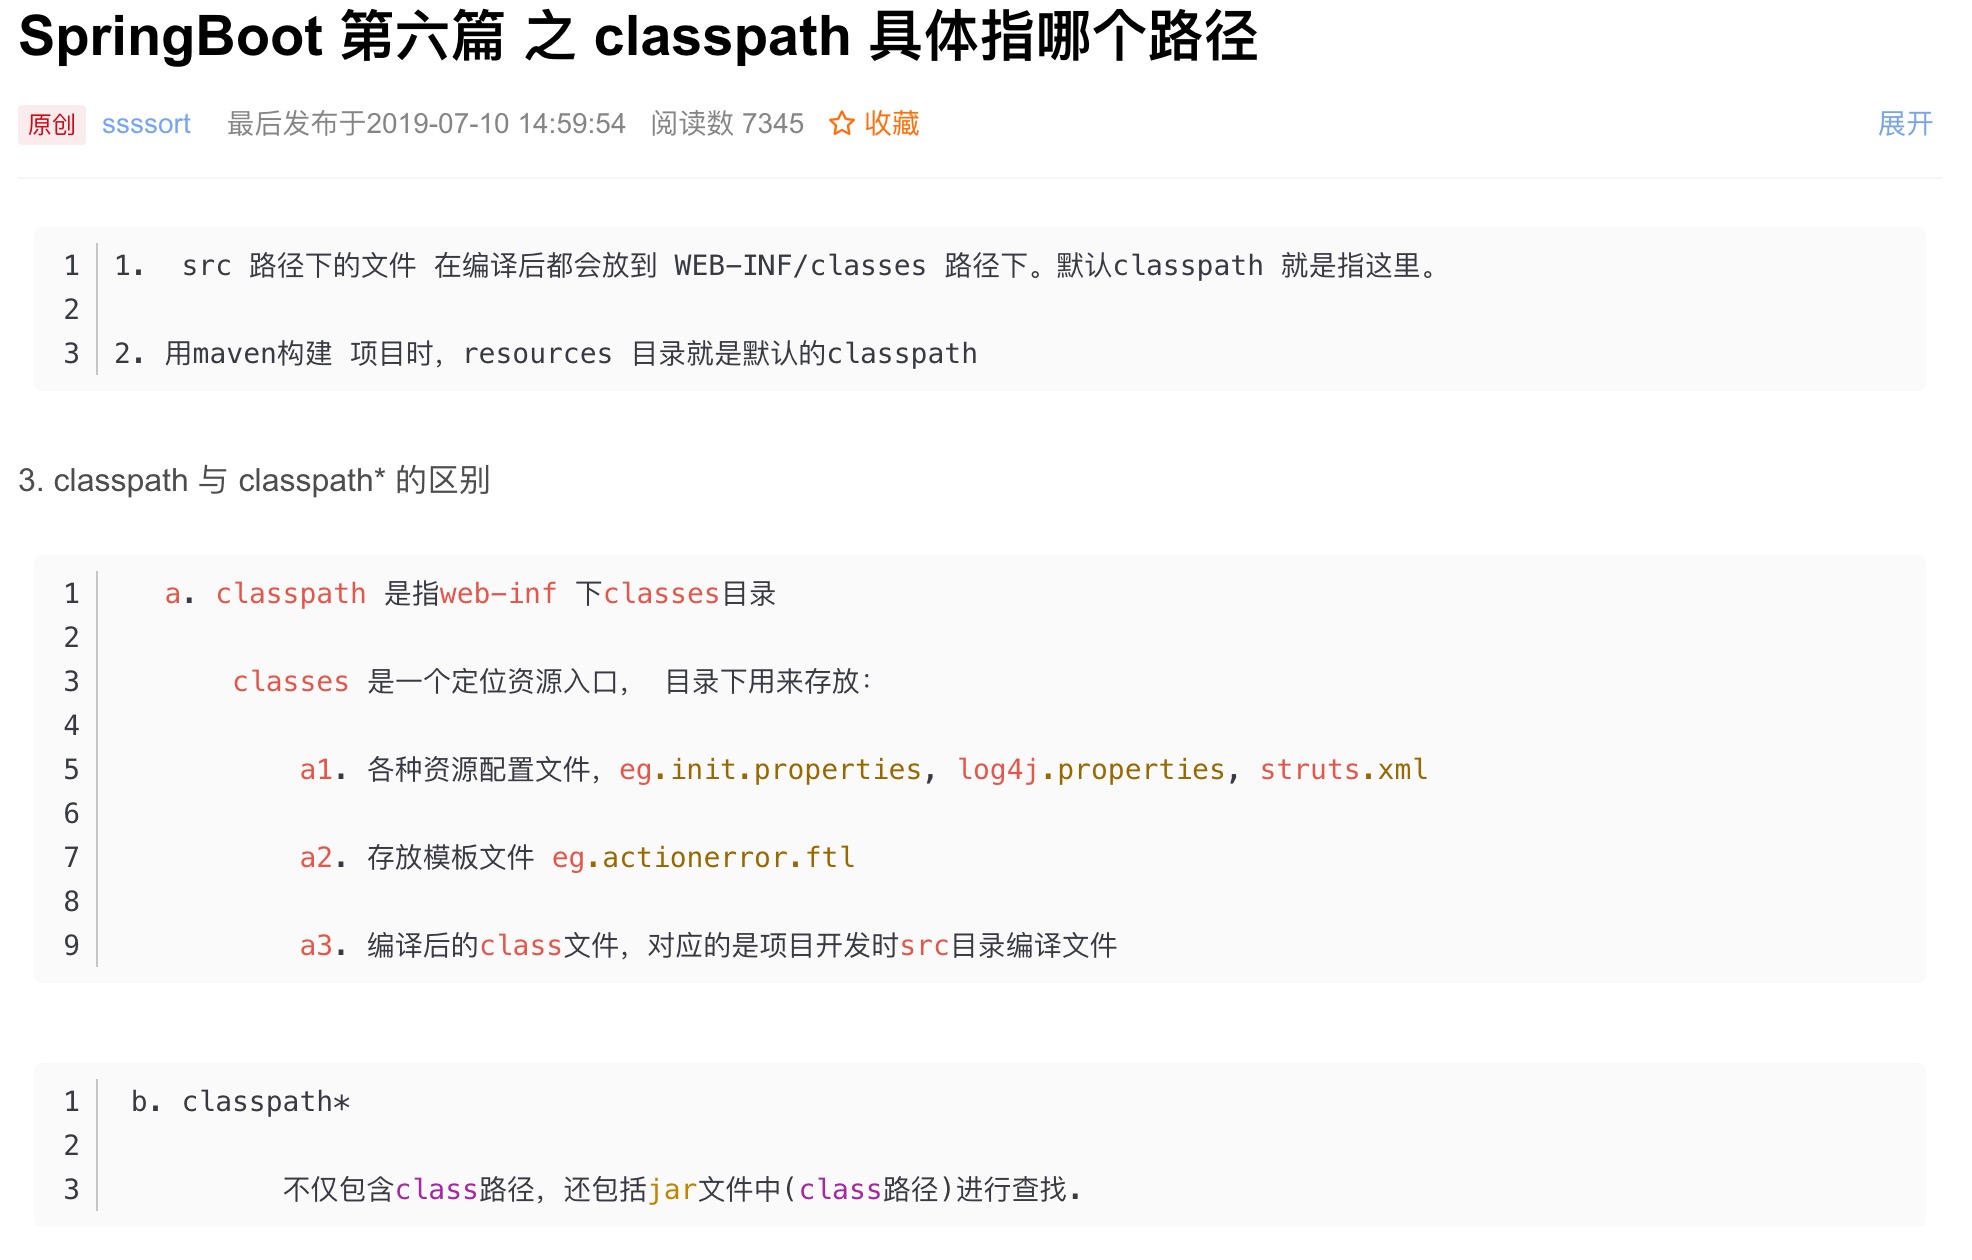 SpringBoot 第六篇 之 classpath 具体指哪个路径
原创 ssssort 最后发布于2019-07-10 14:59:54 阅读数 7345 收藏 展开
1 1. src 路径下的文件 在编译后都会放到 WEB-INF/classes 路径下。默认classpath 就是指这里。
2
3 2. 用maven构建 项目时，resources 目录就是默认的classpath
3. classpath 与 classpath* 的区别
1 a. classpath 是指web-inf 下classes目录
2
3 classes 是一个定位资源入口， 目录下用来存放：
4
5 a1. 各种资源配置文件，eg.init.properties, log4j.properties, struts.xml
6
7 a2. 存放模板文件 eg.actionerror.ftl
8
9 a3. 编译后的class文件，对应的是项目开发时src目录编译文件
1 b. classpath*
2
3 不仅包含class路径，还包括jar文件中(class路径)进行查找.